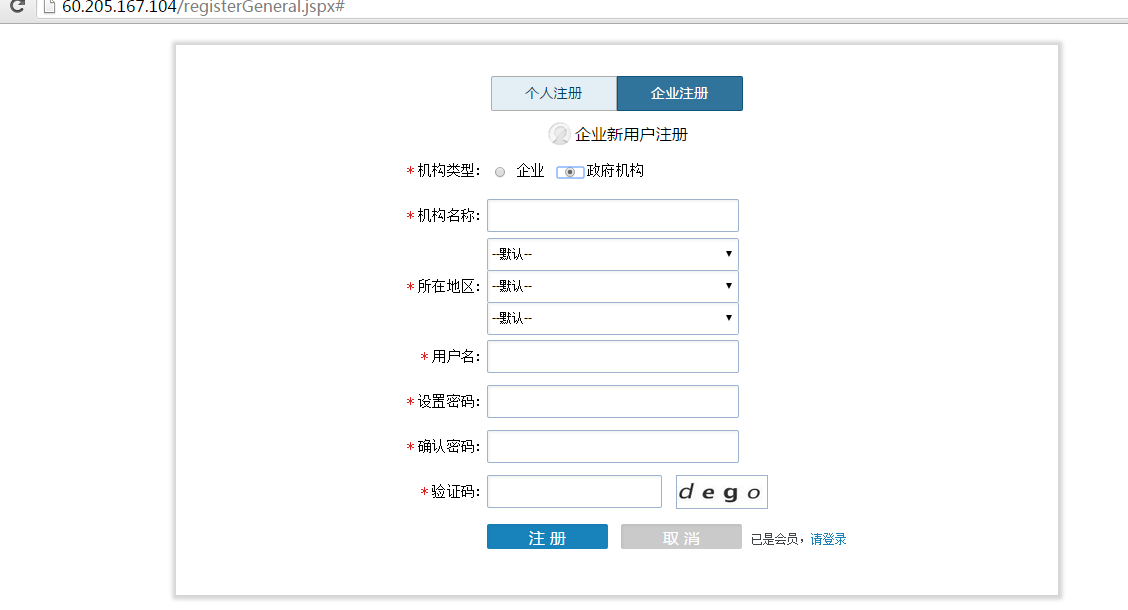 60.205.167.104/registerGeneral.jspx#
个人注册 企业注册
企业新用户注册
*机构类型: 企业 政府机构
*机构名称:
--默认--
*所在地区: --默认--
--默认--
*用户名:
*设置密码:
*确认密码:
*验证码: dego
注册 取消 已是会员，请登录